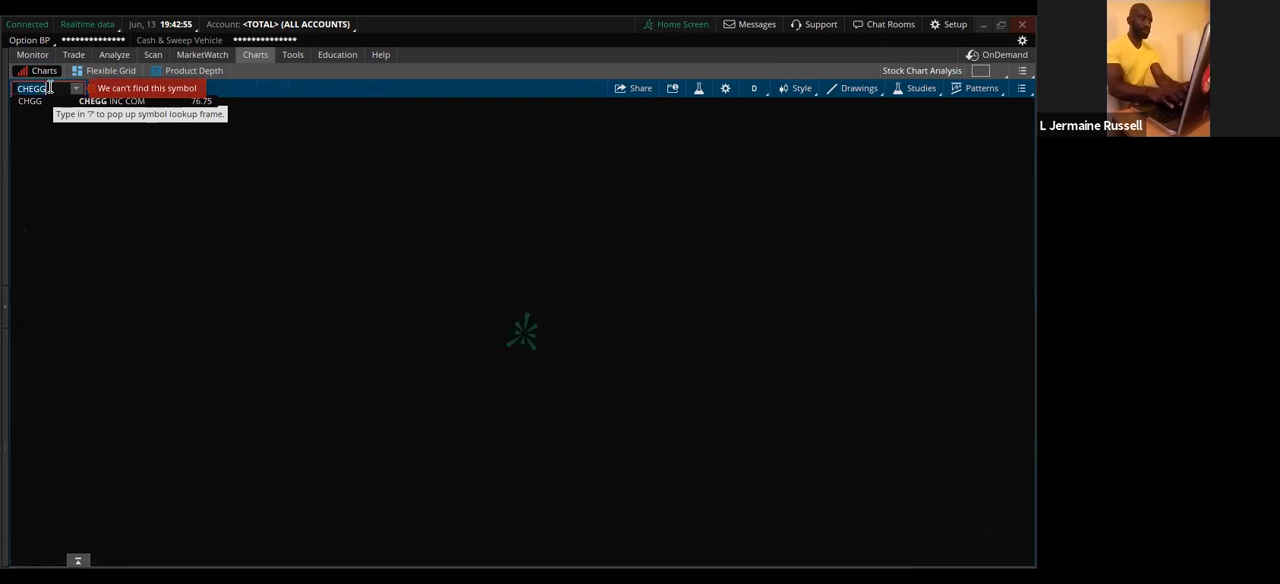 Connected Realtime data Jun, 13 19:42:55 Account: <TOTAL> (ALL ACCOUNTS) Home Screen Messages Support Chat Rooms Setup
Option BP ************** Cash & Sweep Vehicle **************
Monitor Trade Analyze Scan MarketWatch Charts Tools Education Help OnDemand
Charts Flexible Grid Product Depth Stock Chart Analysis
CHEGG We can't find this symbol Share D Style Drawings Studies Patterns
CHGG CHEGG INC COM 76.75
Type in '?' to pop up symbol lookup frame.
L Jermaine Russell